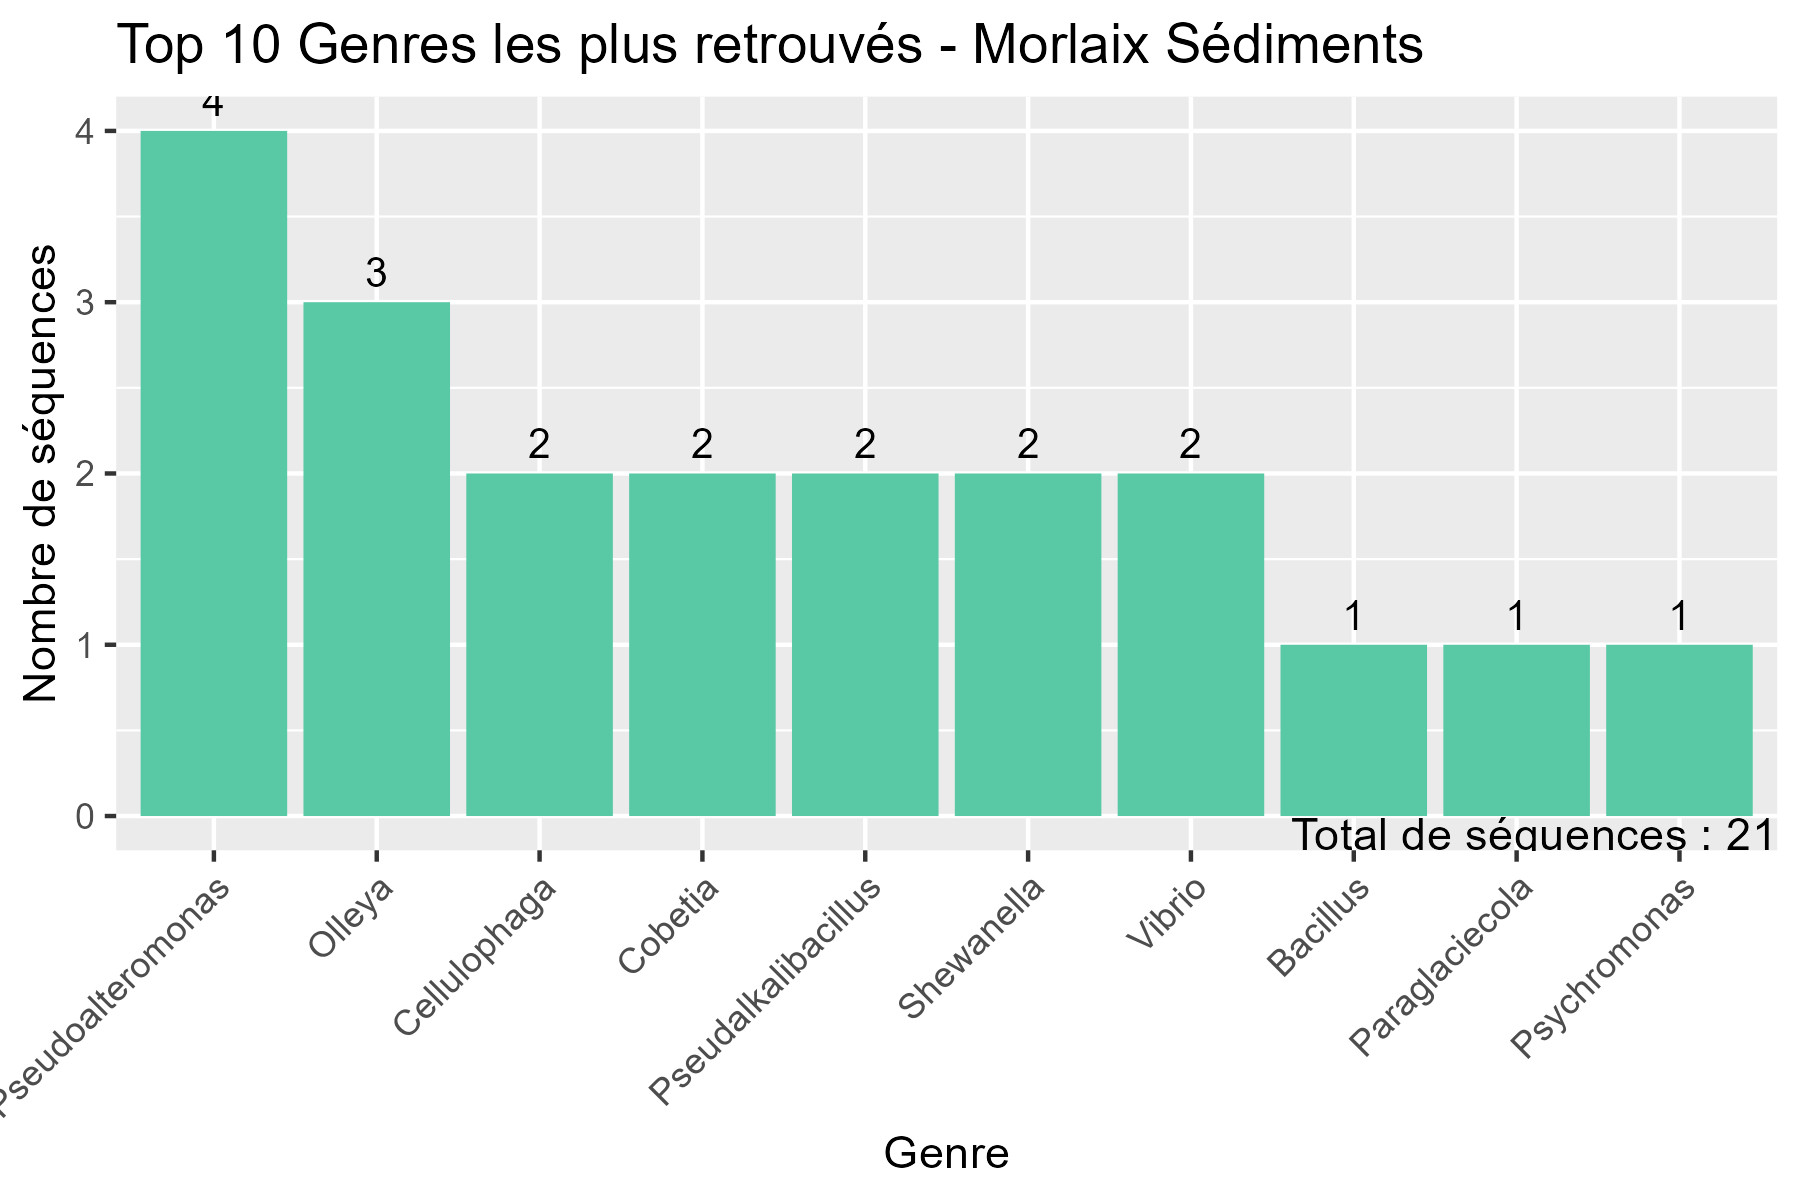 Top 10 Genres les plus retrouvés - Morlaix Sédiments
Nombre de séquences
4
3
2
1
0
4
3
2
2
2
2
2
1
1
1
Total de séquences : 21
Pseudoalteromonas
Olleya
Cellulophaga
Cobetia
Pseudalkalibacillus
Shewanella
Vibrio
Bacillus
Paraglaciecola
Psychromonas
Genre